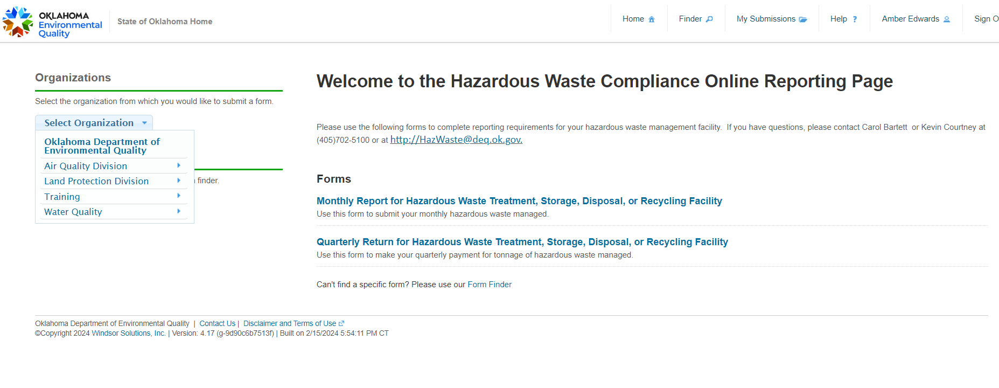 OKLAHOMA
Environmental
Quality
State of Oklahoma Home
Home
Finder
My Submissions
Help ?
Amber Edwards
Sign O
Organizations
Select the organization from which you would like to submit a form.
Select Organization
Oklahoma Department of
Environmental Quality
Air Quality Division
Land Protection Division
Training
Water Quality
finder.
Welcome to the Hazardous Waste Compliance Online Reporting Page
Please use the following forms to complete reporting requirements for your hazardous waste management facility. If you have questions, please contact Carol Bartett or Kevin Courtney at
(405)702-5100 or at http://HazWaste@deq.ok.gov.
Forms
Monthly Report for Hazardous Waste Treatment, Storage, Disposal, or Recycling Facility
Use this form to submit your monthly hazardous waste managed.
Quarterly Return for Hazardous Waste Treatment, Storage, Disposal, or Recycling Facility
Use this form to make your quarterly payment for tonnage of hazardous waste managed.
Can't find a specific form? Please use our Form Finder
Oklahoma Department of Environmental Quality | Contact Us | Disclaimer and Terms of Use
©Copyright 2024 Windsor Solutions, Inc. | Version: 4.17 (g-9d90c6b7513f) | Built on 2/15/2024 5:54:11 PM CT